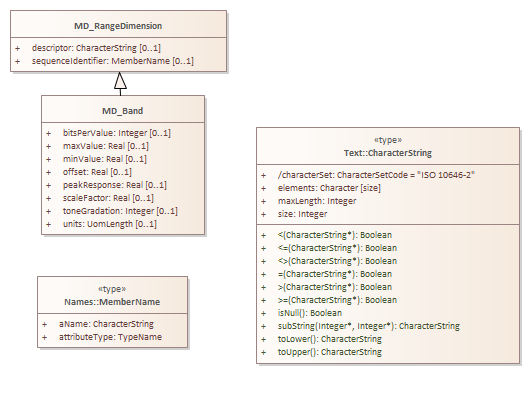 MD_RangeDimension
+ descriptor: CharacterString [0..1]
+ sequenceIdentifier: MemberName [0..1]
MD_Band
+ bitsPerValue: Integer [0..1]
+ maxValue: Real [0..1]
+ minValue: Real [0..1]
+ offset: Real [0..1]
+ peakResponse: Real [0..1]
+ scaleFactor: Real [0..1]
+ toneGradation: Integer [0..1]
+ units: UomLength [0..1]
«type»
Names::MemberName
+ aName: CharacterString
+ attributeType: TypeName
«type»
Text::CharacterString
+ /characterSet: CharacterSetCode = "ISO 10646-2"
+ elements: Character [size]
+ maxLength: Integer
+ size: Integer
+ <(CharacterString*): Boolean
+ <=(CharacterString*): Boolean
+ <>(CharacterString*): Boolean
+ =(CharacterString*): Boolean
+ >(CharacterString*): Boolean
+ >=(CharacterString*): Boolean
+ isNull(): Boolean
+ subString(Integer*, Integer*): CharacterString
+ toLower(): CharacterString
+ toUpper(): CharacterString